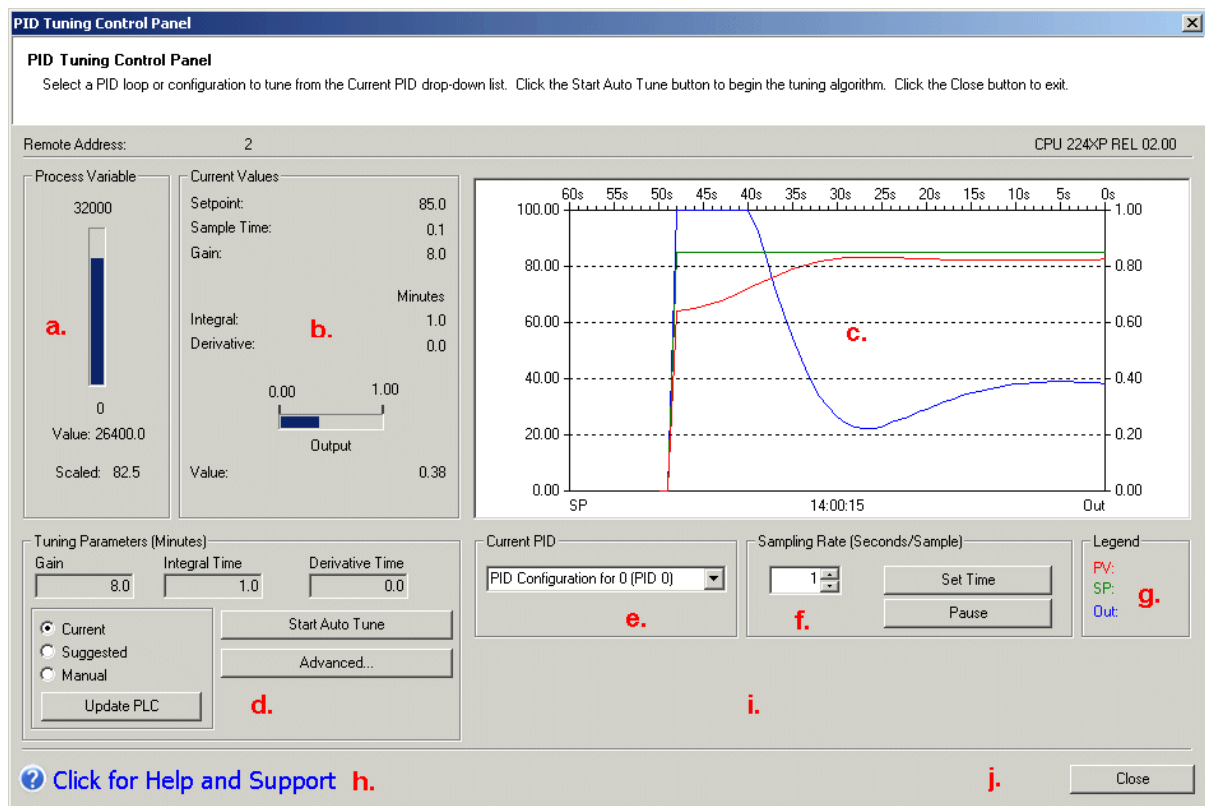 PID Tuning Control Panel
PID Tuning Control Panel
Select a PID loop or configuration to tune from the Current PID drop-down list. Click the Start Auto Tune button to begin the tuning algorithm. Click the Close button to exit.
Remote Address: 2 CPU 224XP REL 02.00
Process Variable
32000
a.
0
Value: 26400.0
Scaled: 82.5
Current Values
Setpoint: 85.0
Sample Time: 0.1
Gain: 8.0
Minutes
Integral: 1.0
b.
Derivative: 0.0
0.00 1.00
Output
Value: 0.38
60s 55s 50s 45s 40s 35s 30s 25s 20s 15s 10s 5s 0s
100.00 1.00
80.00 0.80
60.00 0.60
c.
40.00 0.40
20.00 0.20
0.00 0.00
SP 14:00:15 Out
Tuning Parameters (Minutes)
Gain Integral Time Derivative Time
8.0 1.0 0.0
Current
Suggested
Manual
Update PLC
Start Auto Tune
Advanced...
d.
Current PID
PID Configuration for 0 (PID 0)
e.
Sampling Rate (Seconds/Sample)
1
Set Time
Pause
f.
Legend
PV:
SP:
Out:
g.
i.
? Click for Help and Support h.
j.
Close